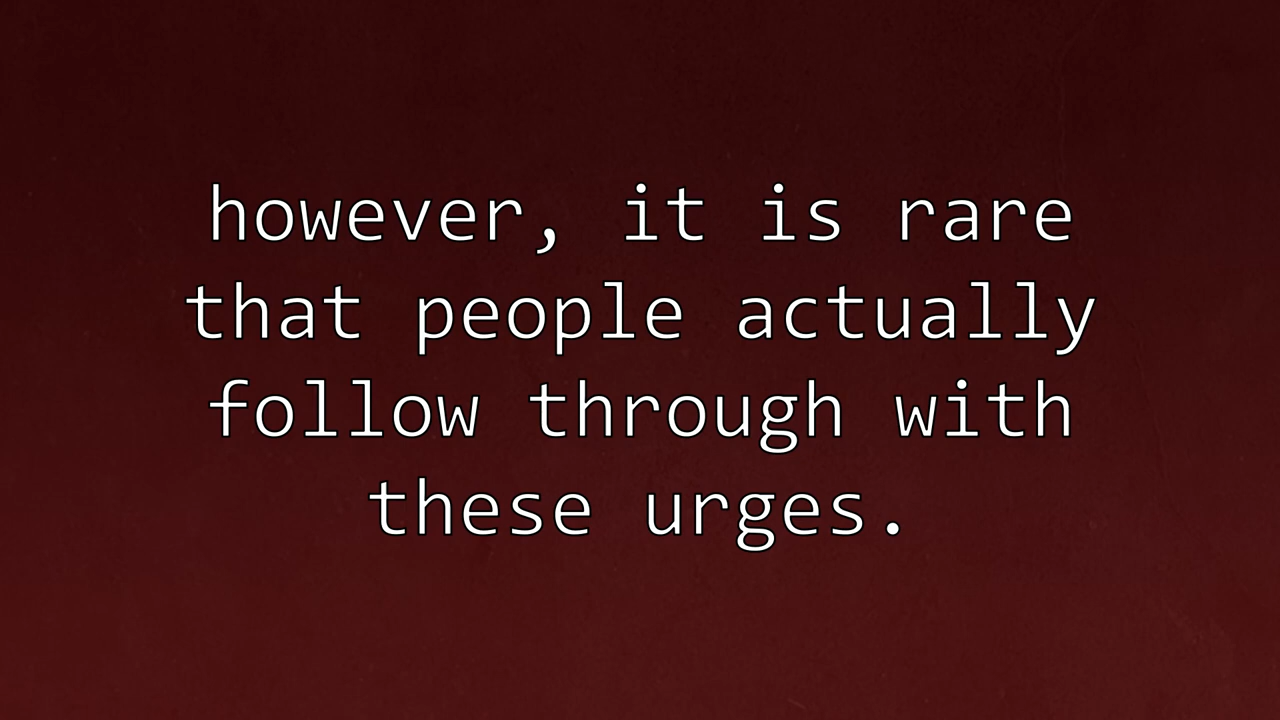 however, it is rare
that people actually
follow through with
these urges.